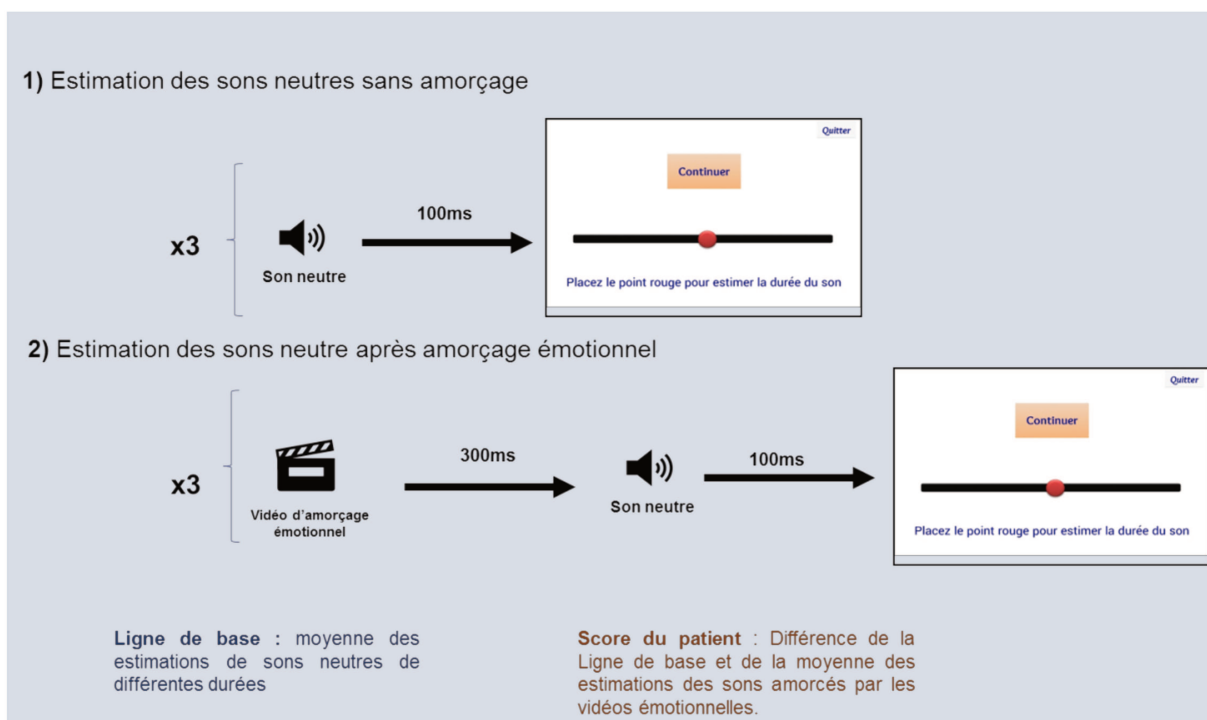 1) Estimation des sons neutres sans amorçage
Quitter
Continuer
100ms
x3
Son neutre
Placez le point rouge pour estimer la durée du son
2) Estimation des sons neutre après amorçage émotionnel
Quitter
Continuer
300ms
100ms
x3
Son neutre
Vidéo d'amorçage
émotionnel
Placez le point rouge pour estimer la durée du son
Ligne de base : moyenne des
estimations de sons neutres de
différentes durées
Score du patient : Différence de la
Ligne de base et de la moyenne des
estimations des sons amorcés par les
vidéos émotionnelles.